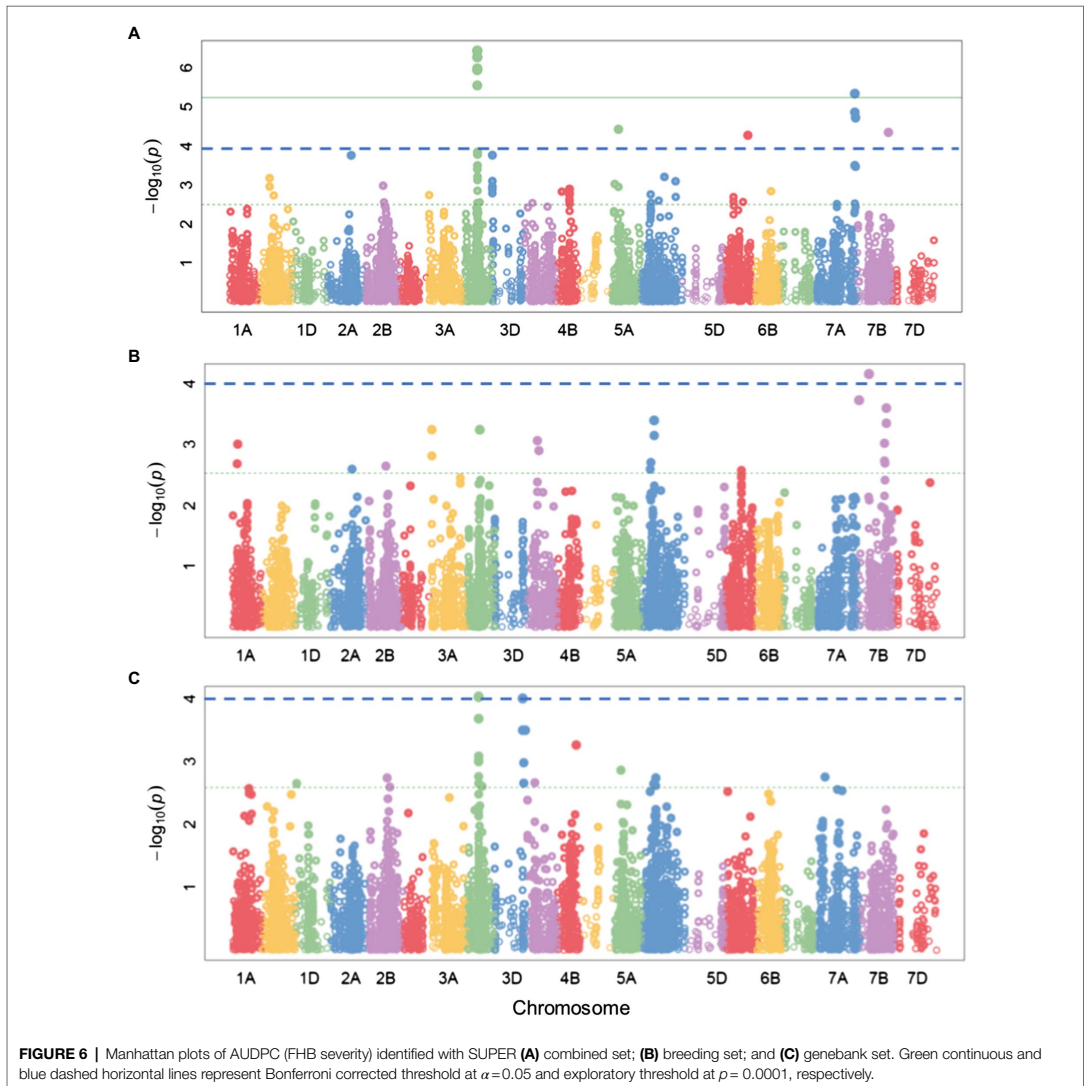 A
6
5
4
3
2
1
−log10(p)
1A 1D 2A 2B 3A 3D 4B 5A 5D 6B 7A 7B 7D
B
4
3
2
1
−log10(p)
1A 1D 2A 2B 3A 3D 4B 5A 5D 6B 7A 7B 7D
C
4
3
2
1
−log10(p)
1A 1D 2A 2B 3A 3D 4B 5A 5D 6B 7A 7B 7D
Chromosome
FIGURE 6 | Manhattan plots of AUDPC (FHB severity) identified with SUPER (A) combined set; (B) breeding set; and (C) genebank set. Green continuous and
blue dashed horizontal lines represent Bonferroni corrected threshold at α=0.05 and exploratory threshold at p= 0.0001, respectively.